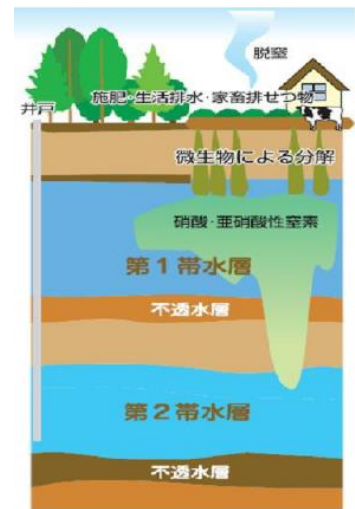 脱窒
施肥・生活排水・家畜排せつ物
井戸
微生物による分解
硝酸・亜硝酸性窒素
第1帯水層
不透水層
第2帯水層
不透水層